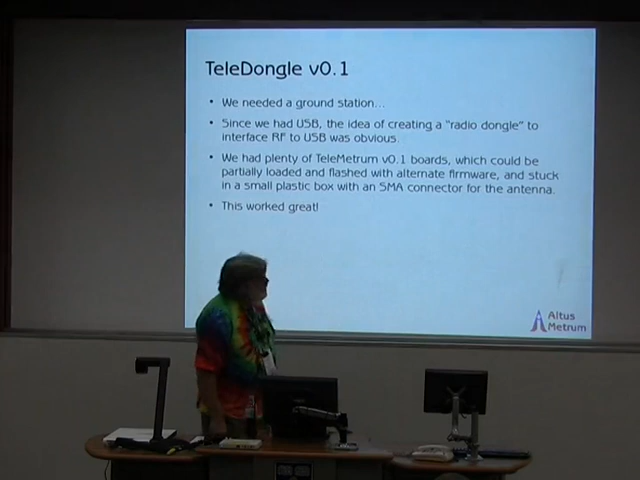 TeleDongle v0.1
• We needed a ground station...
• Since we had USB, the idea of creating a "radio dongle" to
interface RF to USB was obvious.
• We had plenty of TeleMetrum v0.1 boards, which could be
partially loaded and flashed with alternate firmware, and stuck
in a small plastic box with an SMA connector for the antenna.
• This worked great!
Altus
Metrum